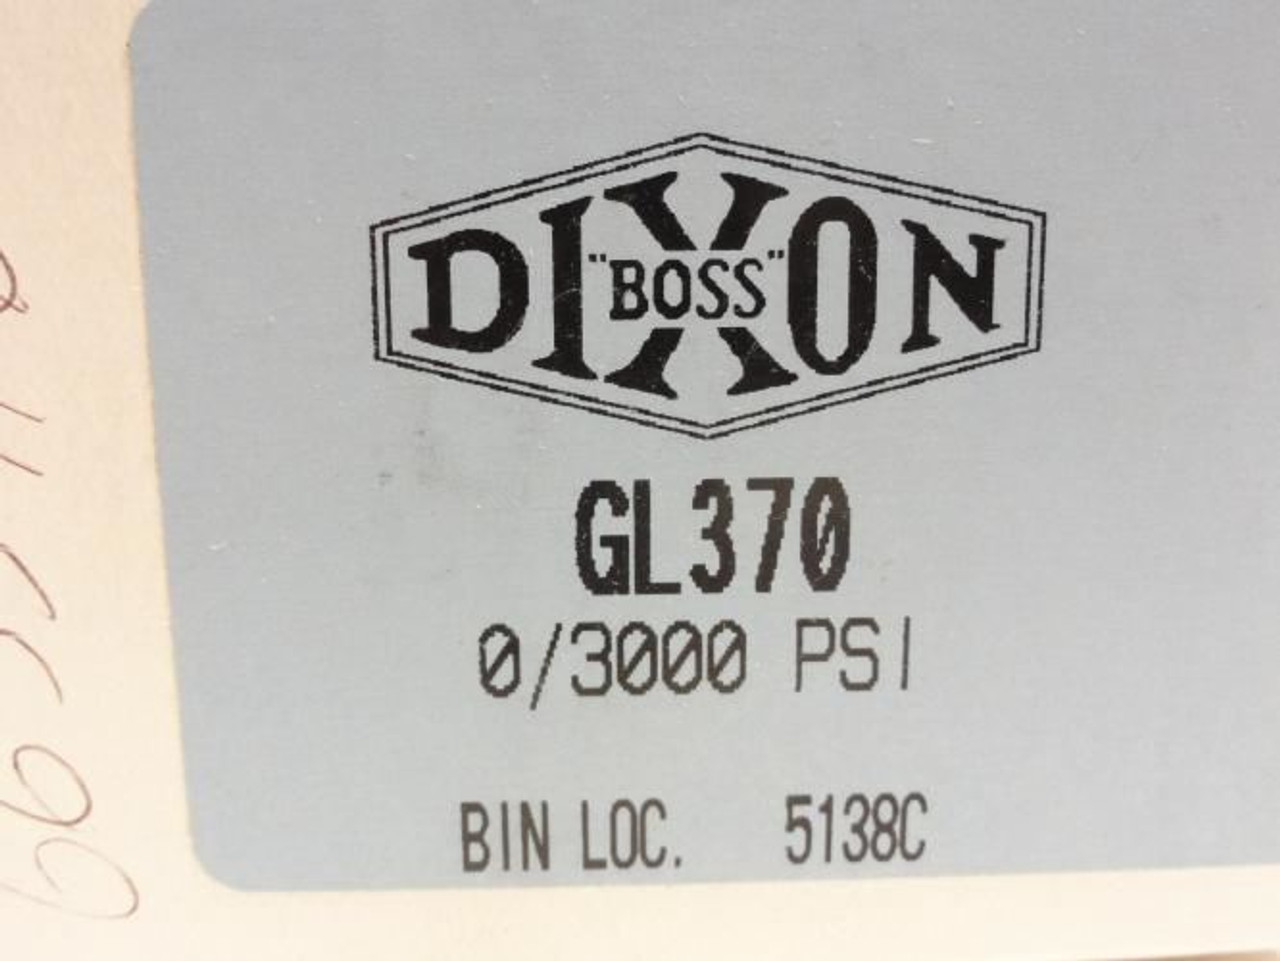 DIXON
"BOSS"
GL370
0/3000 PSI
BIN LOC. 5138C